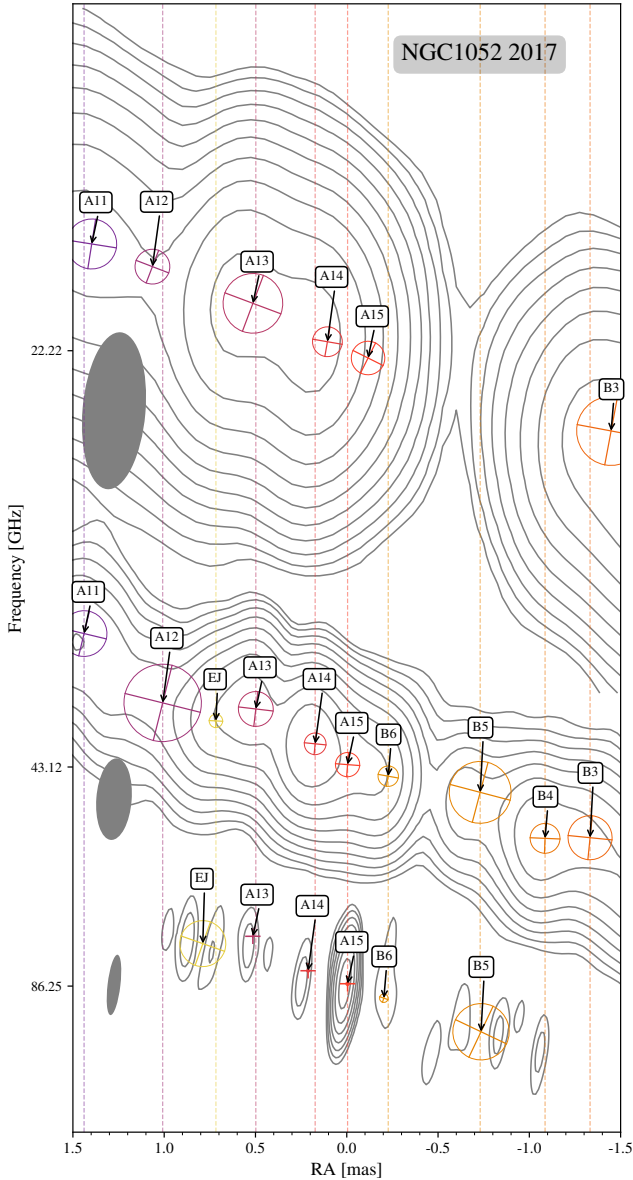 NGC1052 2017
A11
A12
A13
A14
A15
22.22
B3
Frequency [GHz]
A11
A12
EJ
A13
A14
A15
B6
B5
43.12
B4
B3
EJ
A13
A14
A15
B6
B5
86.25
1.5 1.0 0.5 0.0 -0.5 -1.0 -1.5
RA [mas]